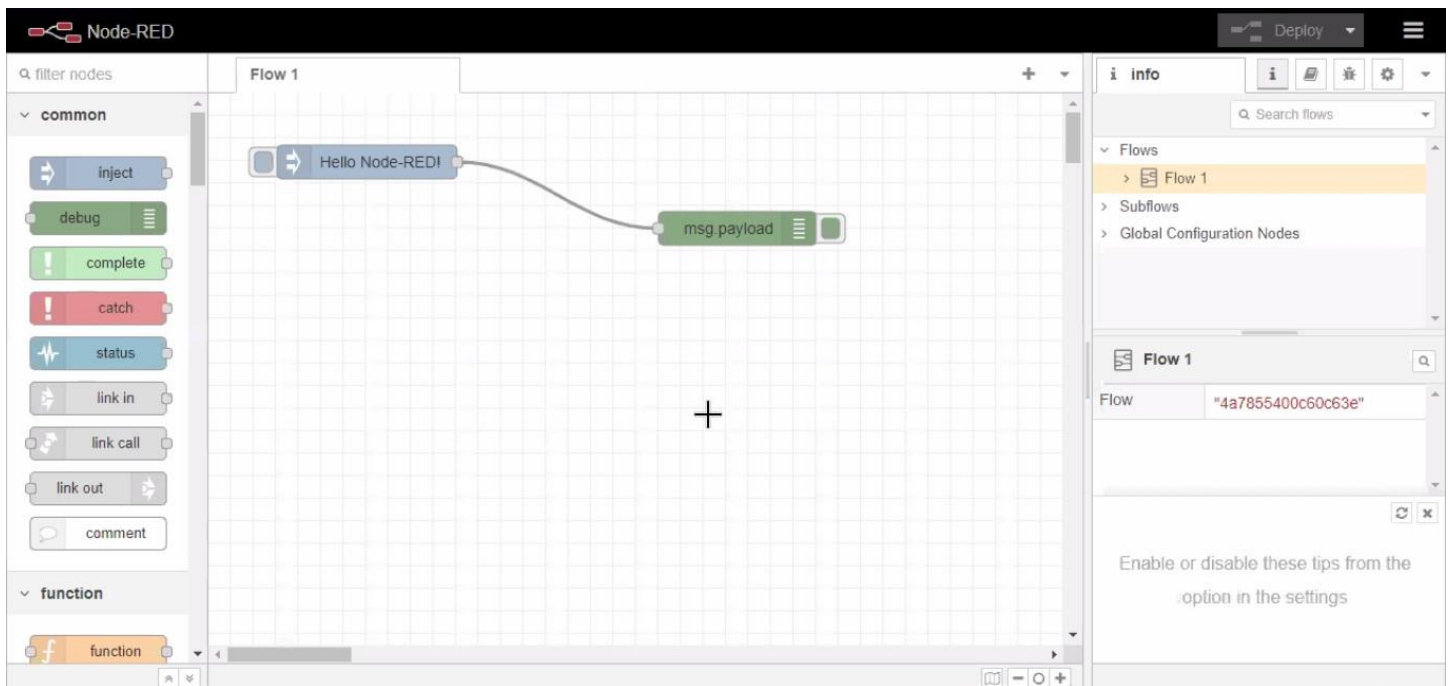 Node-RED
Deploy
filter nodes
Flow 1
i info
i
Search flows
common
inject
debug
complete
catch
status
link in
link call
link out
comment
function
function
Hello Node-RED!
msg.payload
Flows
Flow 1
Subflows
Global Configuration Nodes
Flow 1
Flow "4a7855400c60c63e"
Enable or disable these tips from the
option in the settings